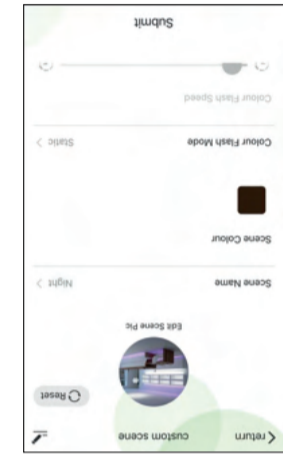 return custom scene
Reset
Edit Scene Pic
Scene Name Night
Scene Colour
Colour Flash Mode Static
Colour Flash Speed
Submit